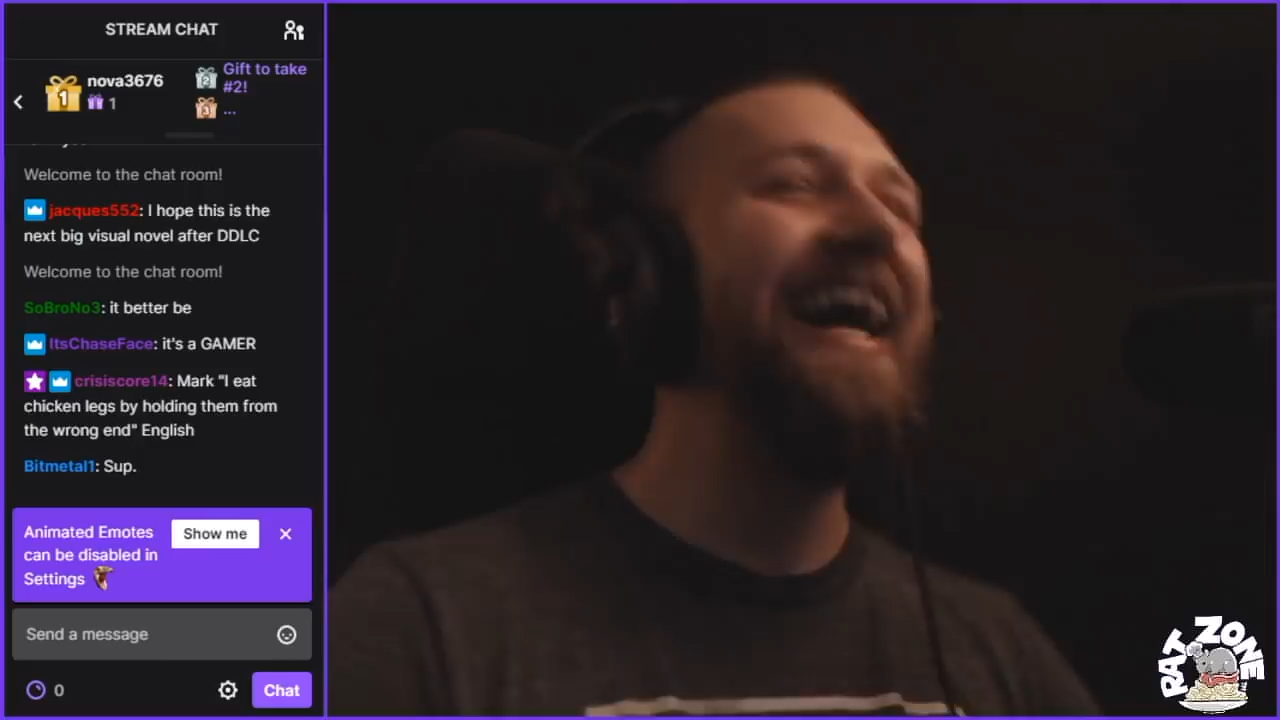 STREAM CHAT
nova3676
1
1
2
Gift to take
#2!
3
...
Welcome to the chat room!
jacques552: I hope this is the
next big visual novel after DDLC
Welcome to the chat room!
SoBroNo3: it better be
ItsChaseFace: it's a GAMER
crisiscore14: Mark "I eat
chicken legs by holding them from
the wrong end" English
Bitmetal1: Sup.
Animated Emotes
can be disabled in
Settings
Show me
Send a message
0
Chat
RAT ZONE